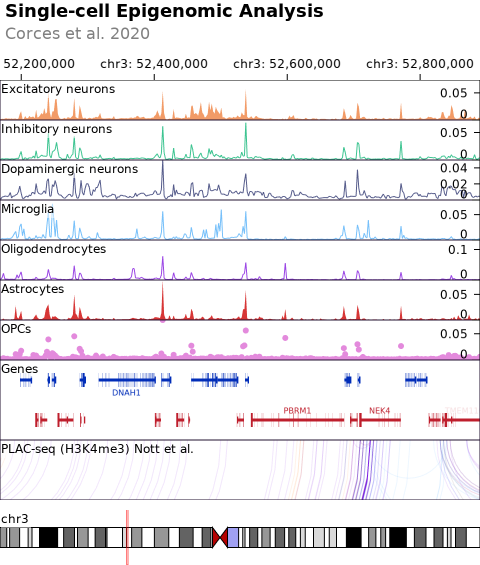 Single-cell Epigenomic Analysis
Corces et al. 2020
52,200,000 chr3: 52,400,000 chr3: 52,600,000 chr3: 52,800,000
Excitatory neurons 0.05
0
Inhibitory neurons 0.05
0
Dopaminergic neurons 0.04
0.02
0
Microglia 0.05
0
Oligodendrocytes 0.1
0
Astrocytes 0.05
0
OPCs 0.05
0
Genes
DNAH1
PBRM1 NEK4
PLAC-seq (H3K4me3) Nott et al.
chr3